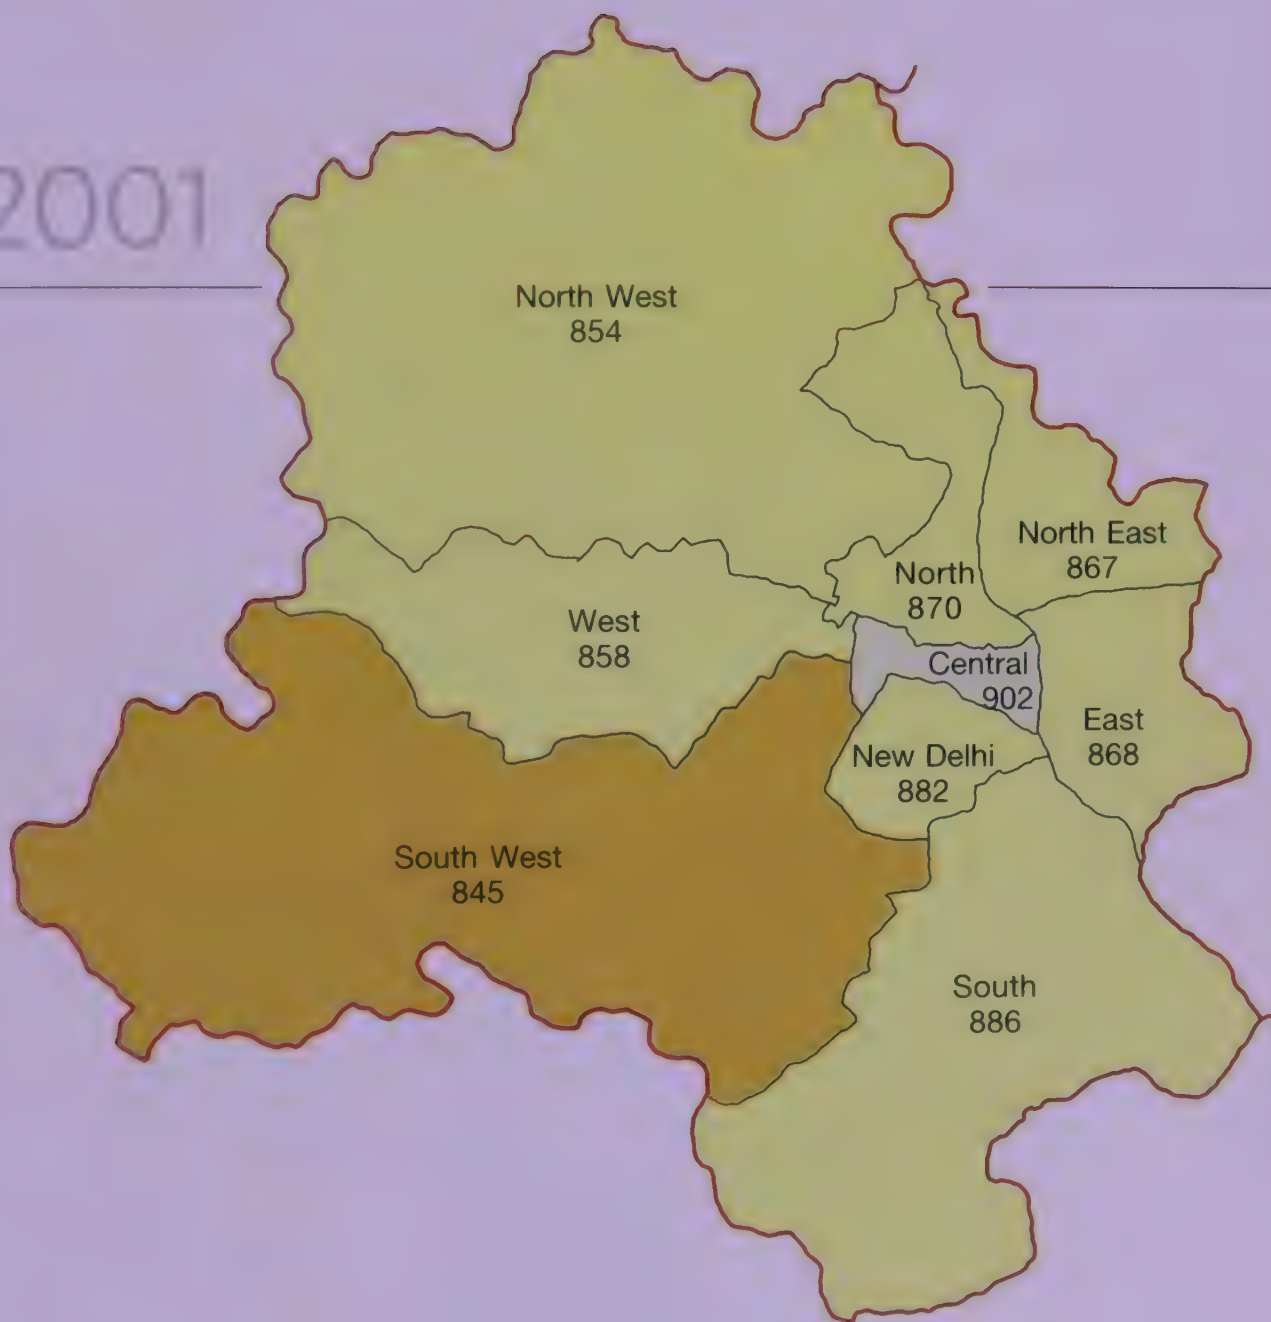 2001
North West
854
North East
867
North
870
West
858
Central
902
East
868
New Delhi
882
South West
845
South
886